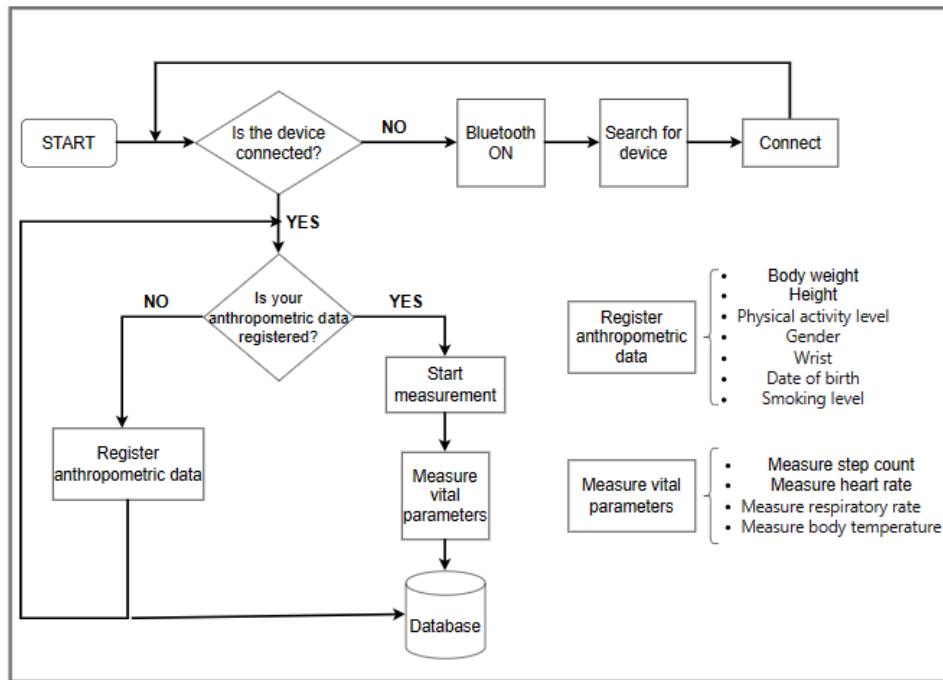 START
Is the device
connected?
NO
Bluetooth
ON
Search for
device
Connect
YES
Is your
anthropometric data
registered?
NO
YES
Register
anthropometric data
Start
measurement
Measure
vital
parameters
Database
Register
anthropometric
data
• Body weight
• Height
• Physical activity level
• Gender
• Wrist
• Date of birth
• Smoking level
Measure vital
parameters
• Measure step count
• Measure heart rate
• Measure respiratory rate
• Measure body temperature